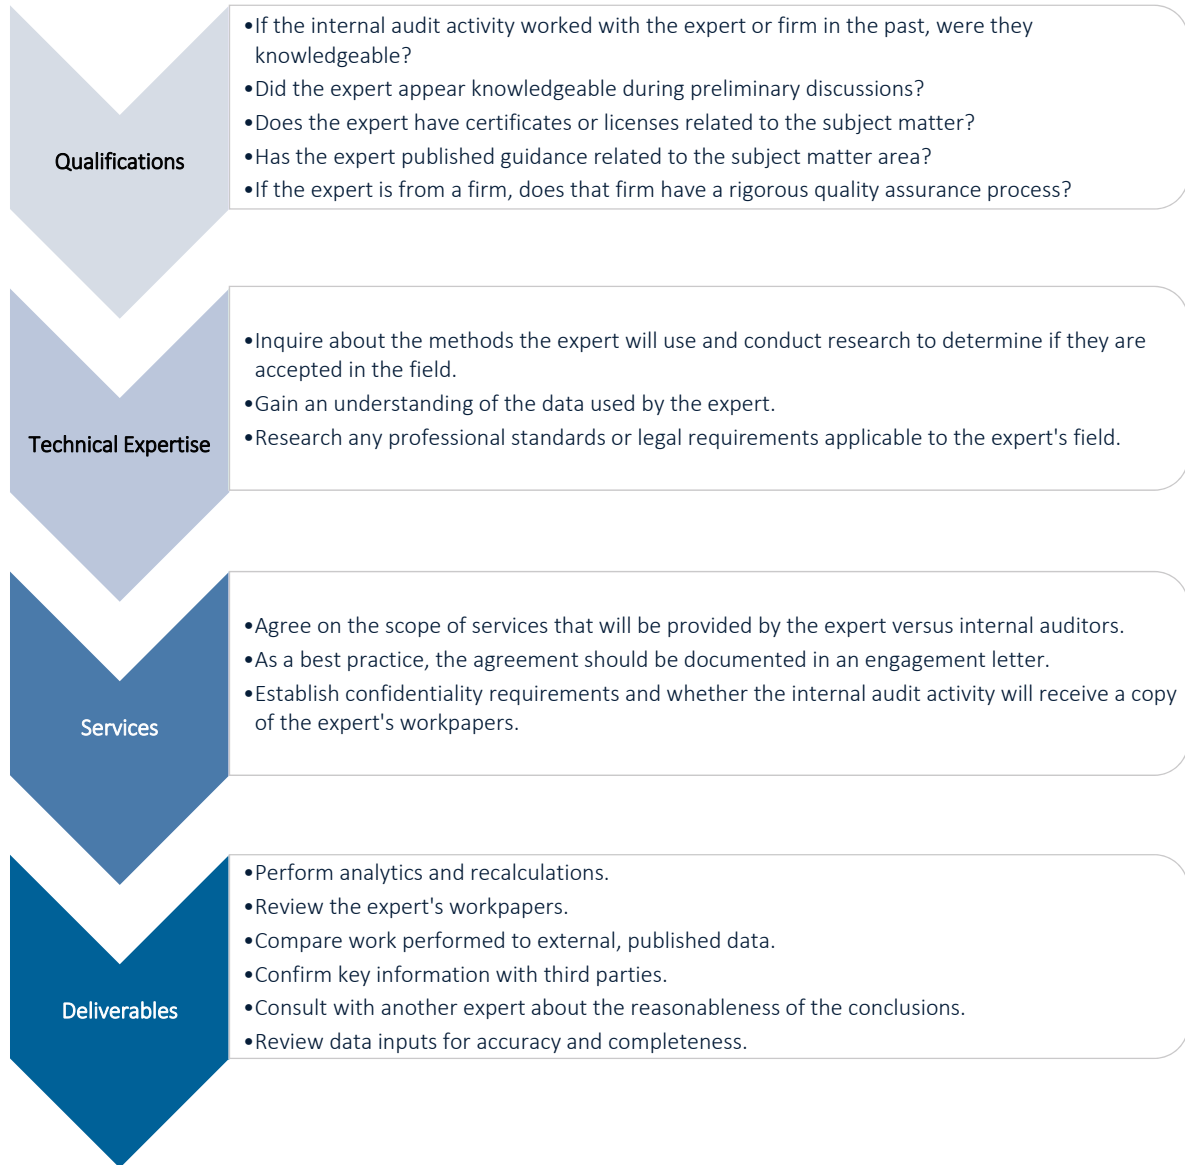 Qualifications
•If the internal audit activity worked with the expert or firm in the past, were they
knowledgeable?
•Did the expert appear knowledgeable during preliminary discussions?
•Does the expert have certificates or licenses related to the subject matter?
•Has the expert published guidance related to the subject matter area?
•If the expert is from a firm, does that firm have a rigorous quality assurance process?
Technical Expertise
•Inquire about the methods the expert will use and conduct research to determine if they are
accepted in the field.
•Gain an understanding of the data used by the expert.
•Research any professional standards or legal requirements applicable to the expert's field.
Services
•Agree on the scope of services that will be provided by the expert versus internal auditors.
•As a best practice, the agreement should be documented in an engagement letter.
•Establish confidentiality requirements and whether the internal audit activity will receive a copy
of the expert's workpapers.
Deliverables
•Perform analytics and recalculations.
•Review the expert's workpapers.
•Compare work performed to external, published data.
•Confirm key information with third parties.
•Consult with another expert about the reasonableness of the conclusions.
•Review data inputs for accuracy and completeness.